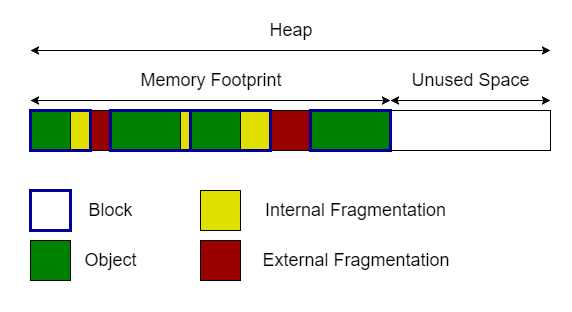 Heap
Memory Footprint
Unused Space
Block
Internal Fragmentation
Object
External Fragmentation